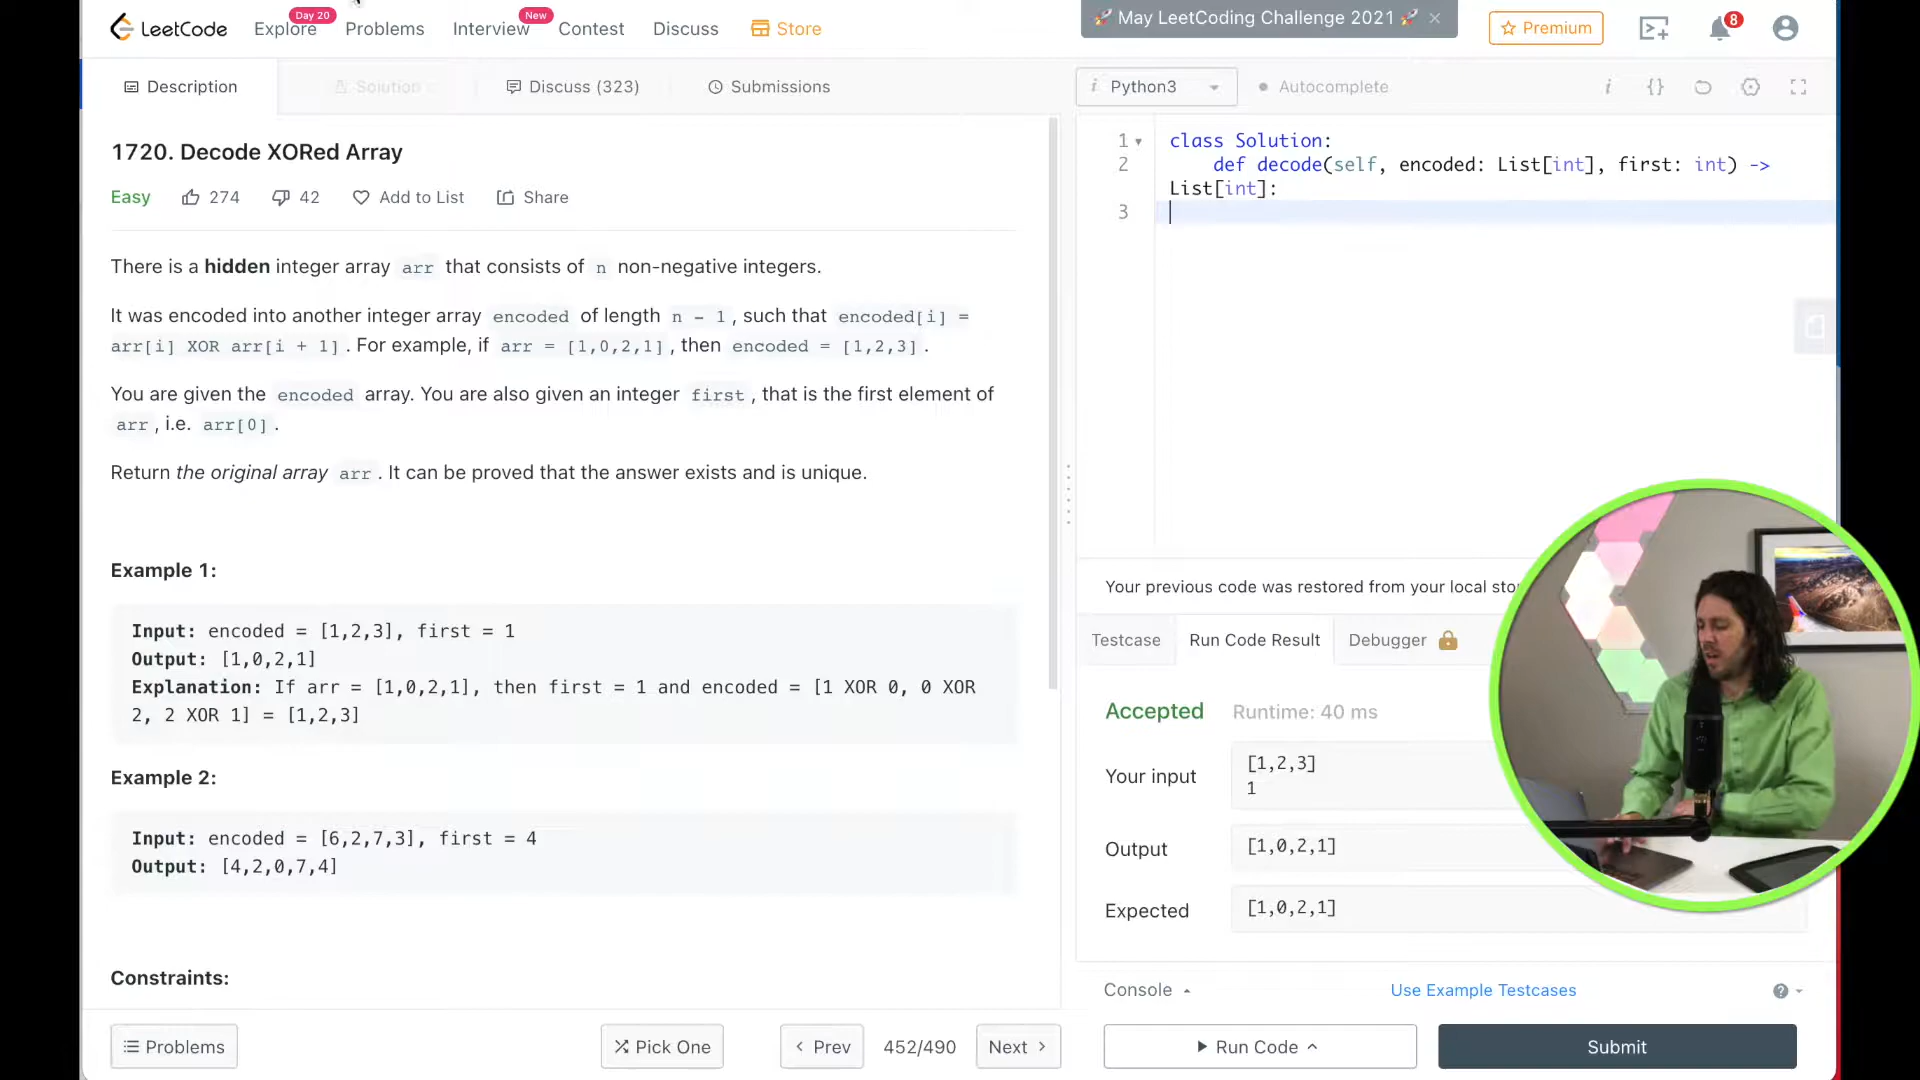 LeetCode
Explore
Day 20
Problems
Interview
New
Contest
Discuss
Store
🚀 May LeetCoding Challenge 2021 🚀
Premium
8
Description
Solution
Discuss (323)
Submissions
1720. Decode XORed Array
Easy
274
42
Add to List
Share
There is a hidden integer array arr that consists of n non-negative integers.
It was encoded into another integer array encoded of length n - 1, such that encoded[i] =
arr[i] XOR arr[i + 1]. For example, if arr = [1,0,2,1], then encoded = [1,2,3].
You are given the encoded array. You are also given an integer first, that is the first element of
arr, i.e. arr[0].
Return the original array arr. It can be proved that the answer exists and is unique.
Example 1:
Input: encoded = [1,2,3], first = 1
Output: [1,0,2,1]
Explanation: If arr = [1,0,2,1], then first = 1 and encoded = [1 XOR 0, 0 XOR
2, 2 XOR 1] = [1,2,3]
Example 2:
Input: encoded = [6,2,7,3], first = 4
Output: [4,2,0,7,4]
Constraints:
Problems
Pick One
Prev
452/490
Next
i Python3
Autocomplete
i
{}
1 class Solution:
2 def decode(self, encoded: List[int], first: int) ->
List[int]:
3
Your previous code was restored from your local sto
Testcase
Run Code Result
Debugger
Accepted
Runtime: 40 ms
Your input
[1,2,3]
1
Output
[1,0,2,1]
Expected
[1,0,2,1]
Console
Use Example Testcases
?
Run Code
Submit